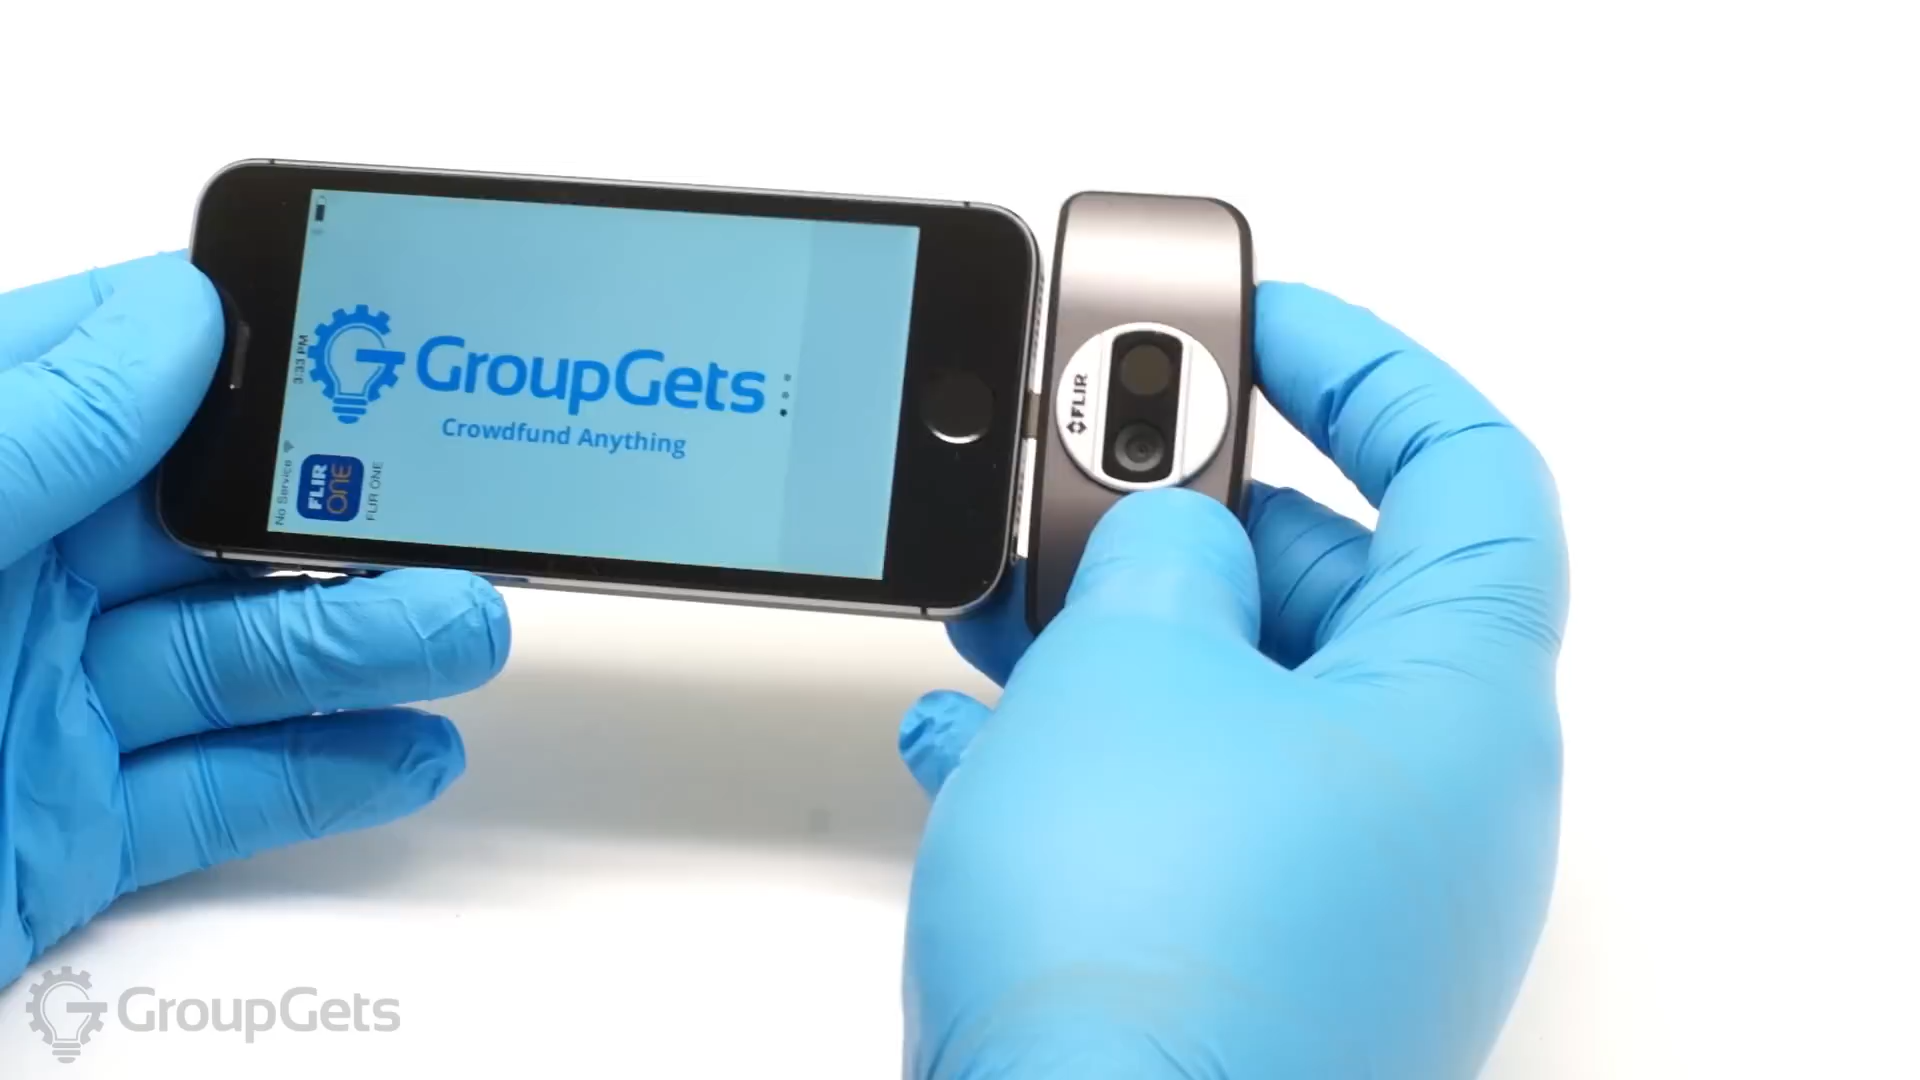 3:33 PM
No Service
GroupGets
Crowdfund Anything
FLIR
ONE
FLIR ONE
FLIR
GroupGets